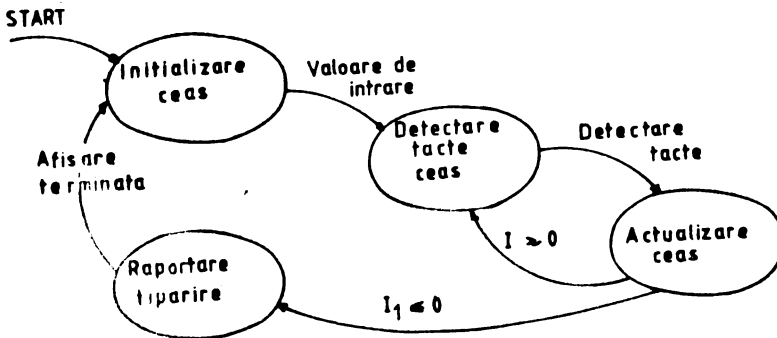 START
Initializare
ceas
Valoare de
intrare
Detectare
tacte
ceas
Detectare
tacte
Actualizare
ceas
I ≥ 0
I₁ ≤ 0
Raportare
tiparire
Afisare
terminata